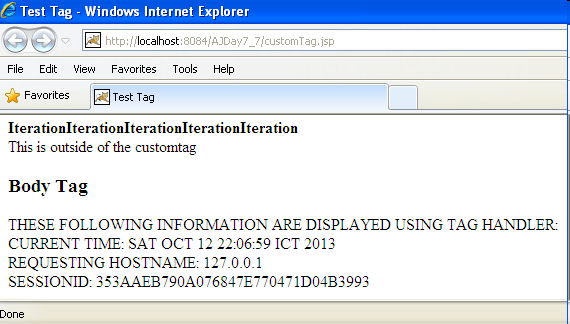 Test Tag - Windows Internet Explorer
http://localhost:8084/AJDay7_7/customTag.jsp
File Edit View Favorites Tools Help
Favorites Test Tag
IterationIterationIterationIterationIteration
This is outside of the customtag
Body Tag
THESE FOLLOWING INFORMATION ARE DISPLAYED USING TAG HANDLER:
CURRENT TIME: SAT OCT 12 22:06:59 ICT 2013
REQUESTING HOSTNAME: 127.0.0.1
SESSIONID: 353AAEB790A076847E770471D04B3993
Done